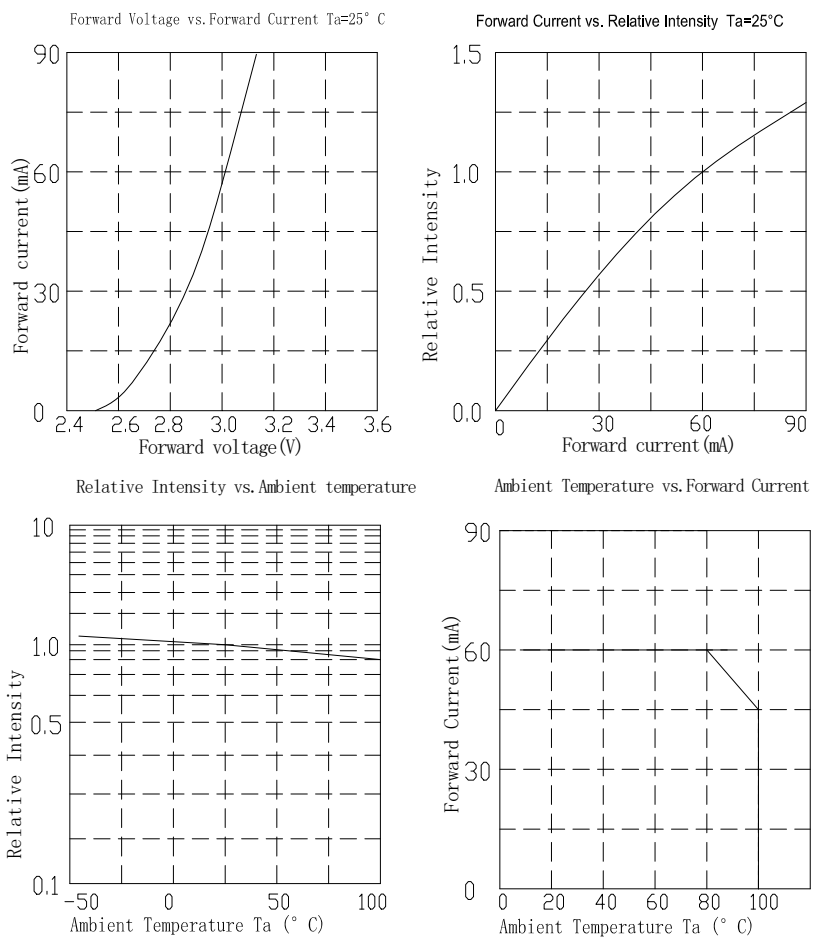 Forward Voltage vs. Forward Current Ta=25° C
90
60
30
0
Forward current(mA)
2.4 2.6 2.8 3.0 3.2 3.4 3.6
Forward voltage(V)
Forward Current vs. Relative Intensity Ta=25°C
1.5
1.0
0.5
0.0
Relative Intensity
0 30 60 90
Forward current(mA)
Relative Intensity vs. Ambient temperature
10
1.0
0.5
0.1
Relative Intensity
-50 0 50 100
Ambient Temperature Ta (° C)
Ambient Temperature vs. Forward Current
90
60
30
0
Forward Current(mA)
0 20 40 60 80 100
Ambient Temperature Ta (° C)